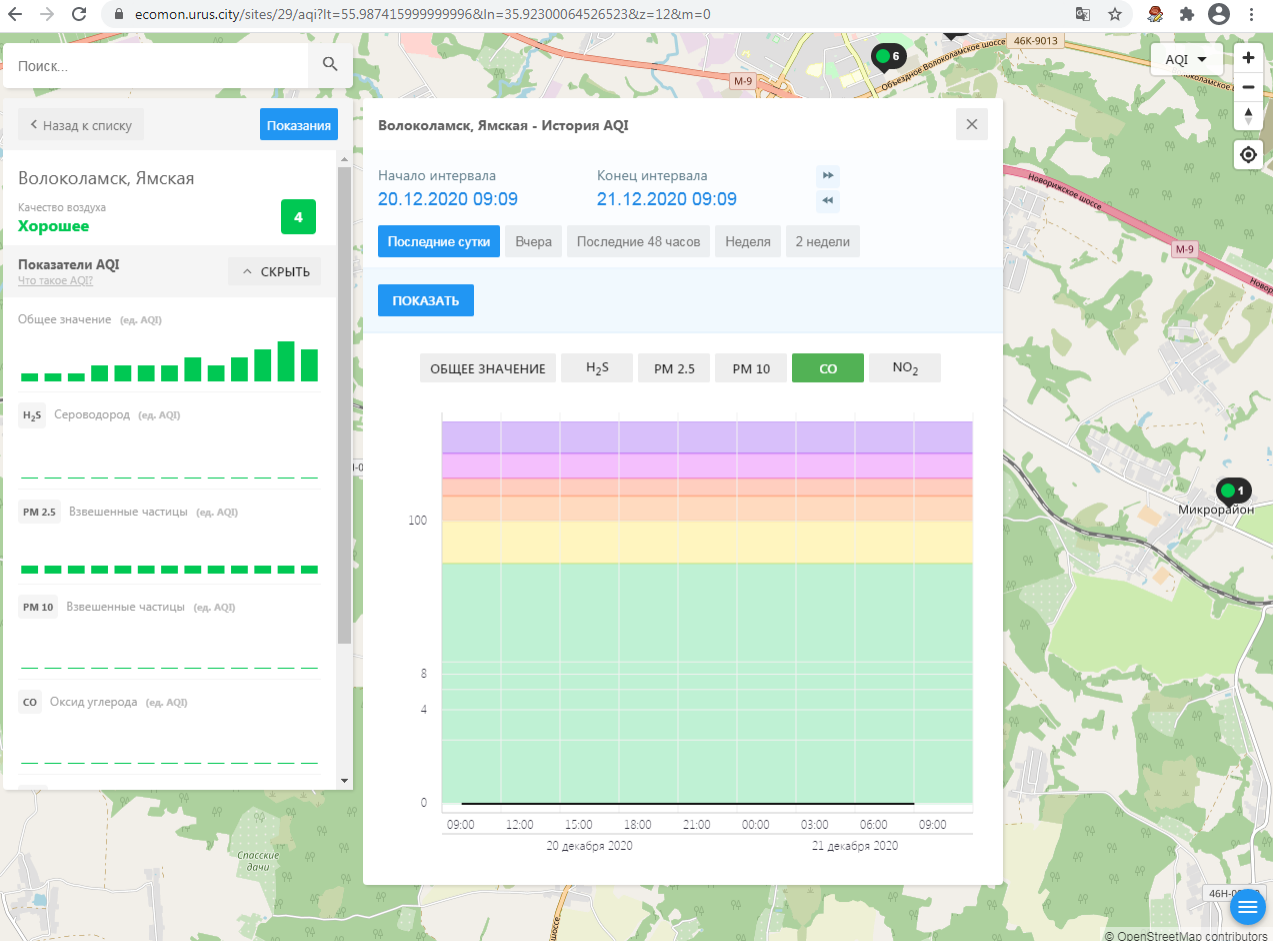 ecomon.urus.city/sites/29/aqi?lt=55.987415999999996&ln=35.92300064526523&z=12&m=0
Поиск...
46К-9013
6
Объездное Волоколамское шоссе
М-9
AQI
Назад к списку
Показания
Волоколамск, Ямская - История AQI
Волоколамск, Ямская
Качество воздуха
Хорошее
4
Начало интервала
Конец интервала
20.12.2020 09:09
21.12.2020 09:09
Новорижское шоссе
Последние сутки
Вчера
Последние 48 часов
Неделя
2 недели
М-9
Показатели AQI
Что такое AQI?
СКРЫТЬ
ПОКАЗАТЬ
Общее значение (ед. AQI)
ОБЩЕЕ ЗНАЧЕНИЕ
H₂S
PM 2.5
PM 10
CO
NO₂
H₂S Сероводород (ед. AQI)
PM 2.5 Взвешенные частицы (ед. AQI)
PM 10 Взвешенные частицы (ед. AQI)
CO Оксид углерода (ед. AQI)
100
8
4
0
1
Микрорайон
09:00
12:00
15:00
18:00
21:00
00:00
03:00
06:00
09:00
20 декабря 2020
21 декабря 2020
Спасские
дачи
шоссе
© OpenStreetMap contributors